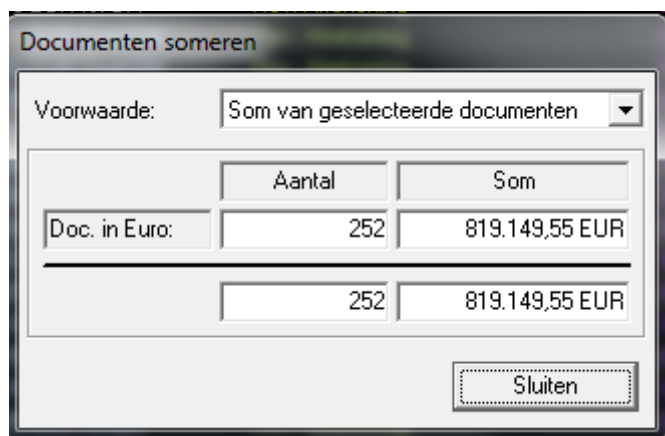 Documenten someren
Voorwaarde: Som van geselecteerde documenten
Aantal Som
Doc. in Euro: 252 819.149,55 EUR
252 819.149,55 EUR
Sluiten